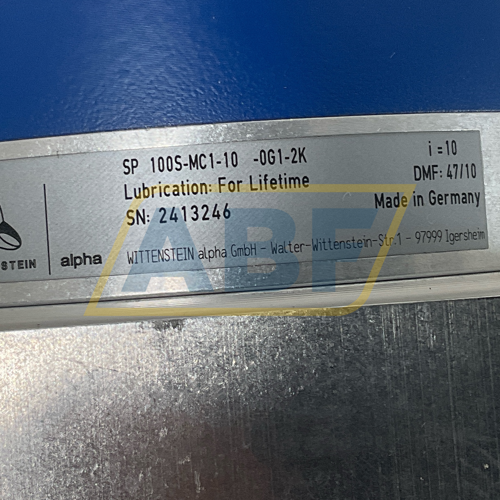 SP 100S-MC1-10 -0G1-2K i =10
Lubrication: For Lifetime DMF: 47/10
SN: 2413246 Made in Germany
STEIN alpha WITTENSTEIN alpha GmbH - Walter-Wittenstein-Str.1 - 97999 Igersheim
ABF